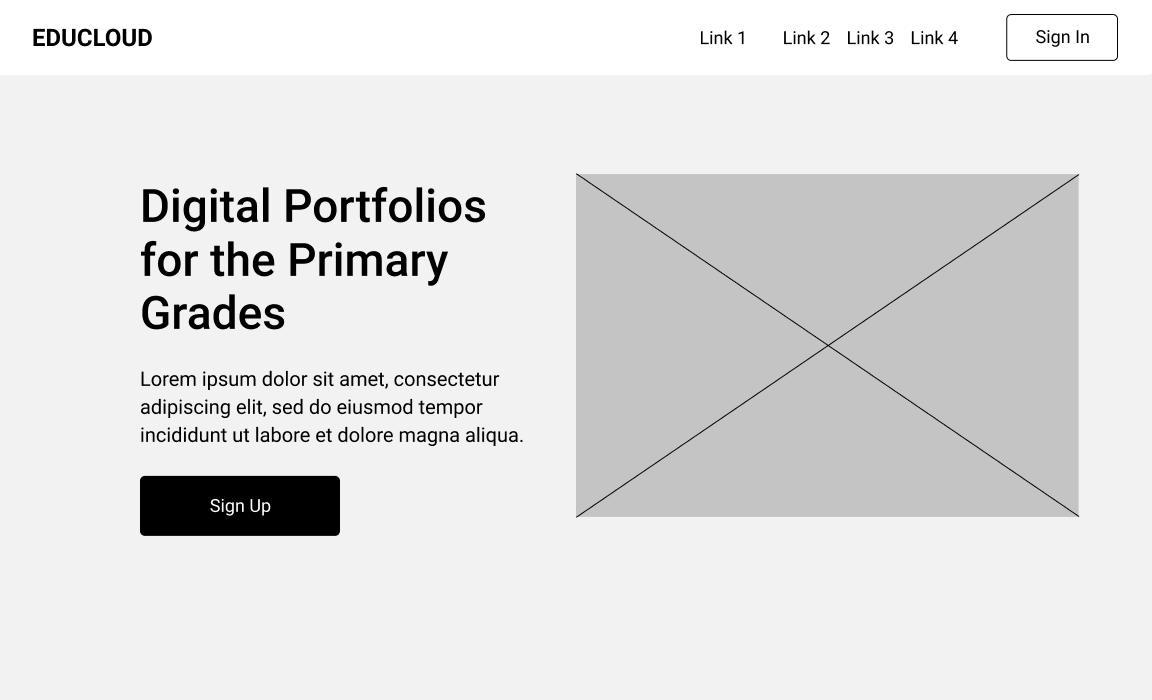 EDUCLOUD
Link 1 Link 2 Link 3 Link 4 Sign In
Digital Portfolios
for the Primary
Grades
Lorem ipsum dolor sit amet, consectetur
adipiscing elit, sed do eiusmod tempor
incididunt ut labore et dolore magna aliqua.
Sign Up